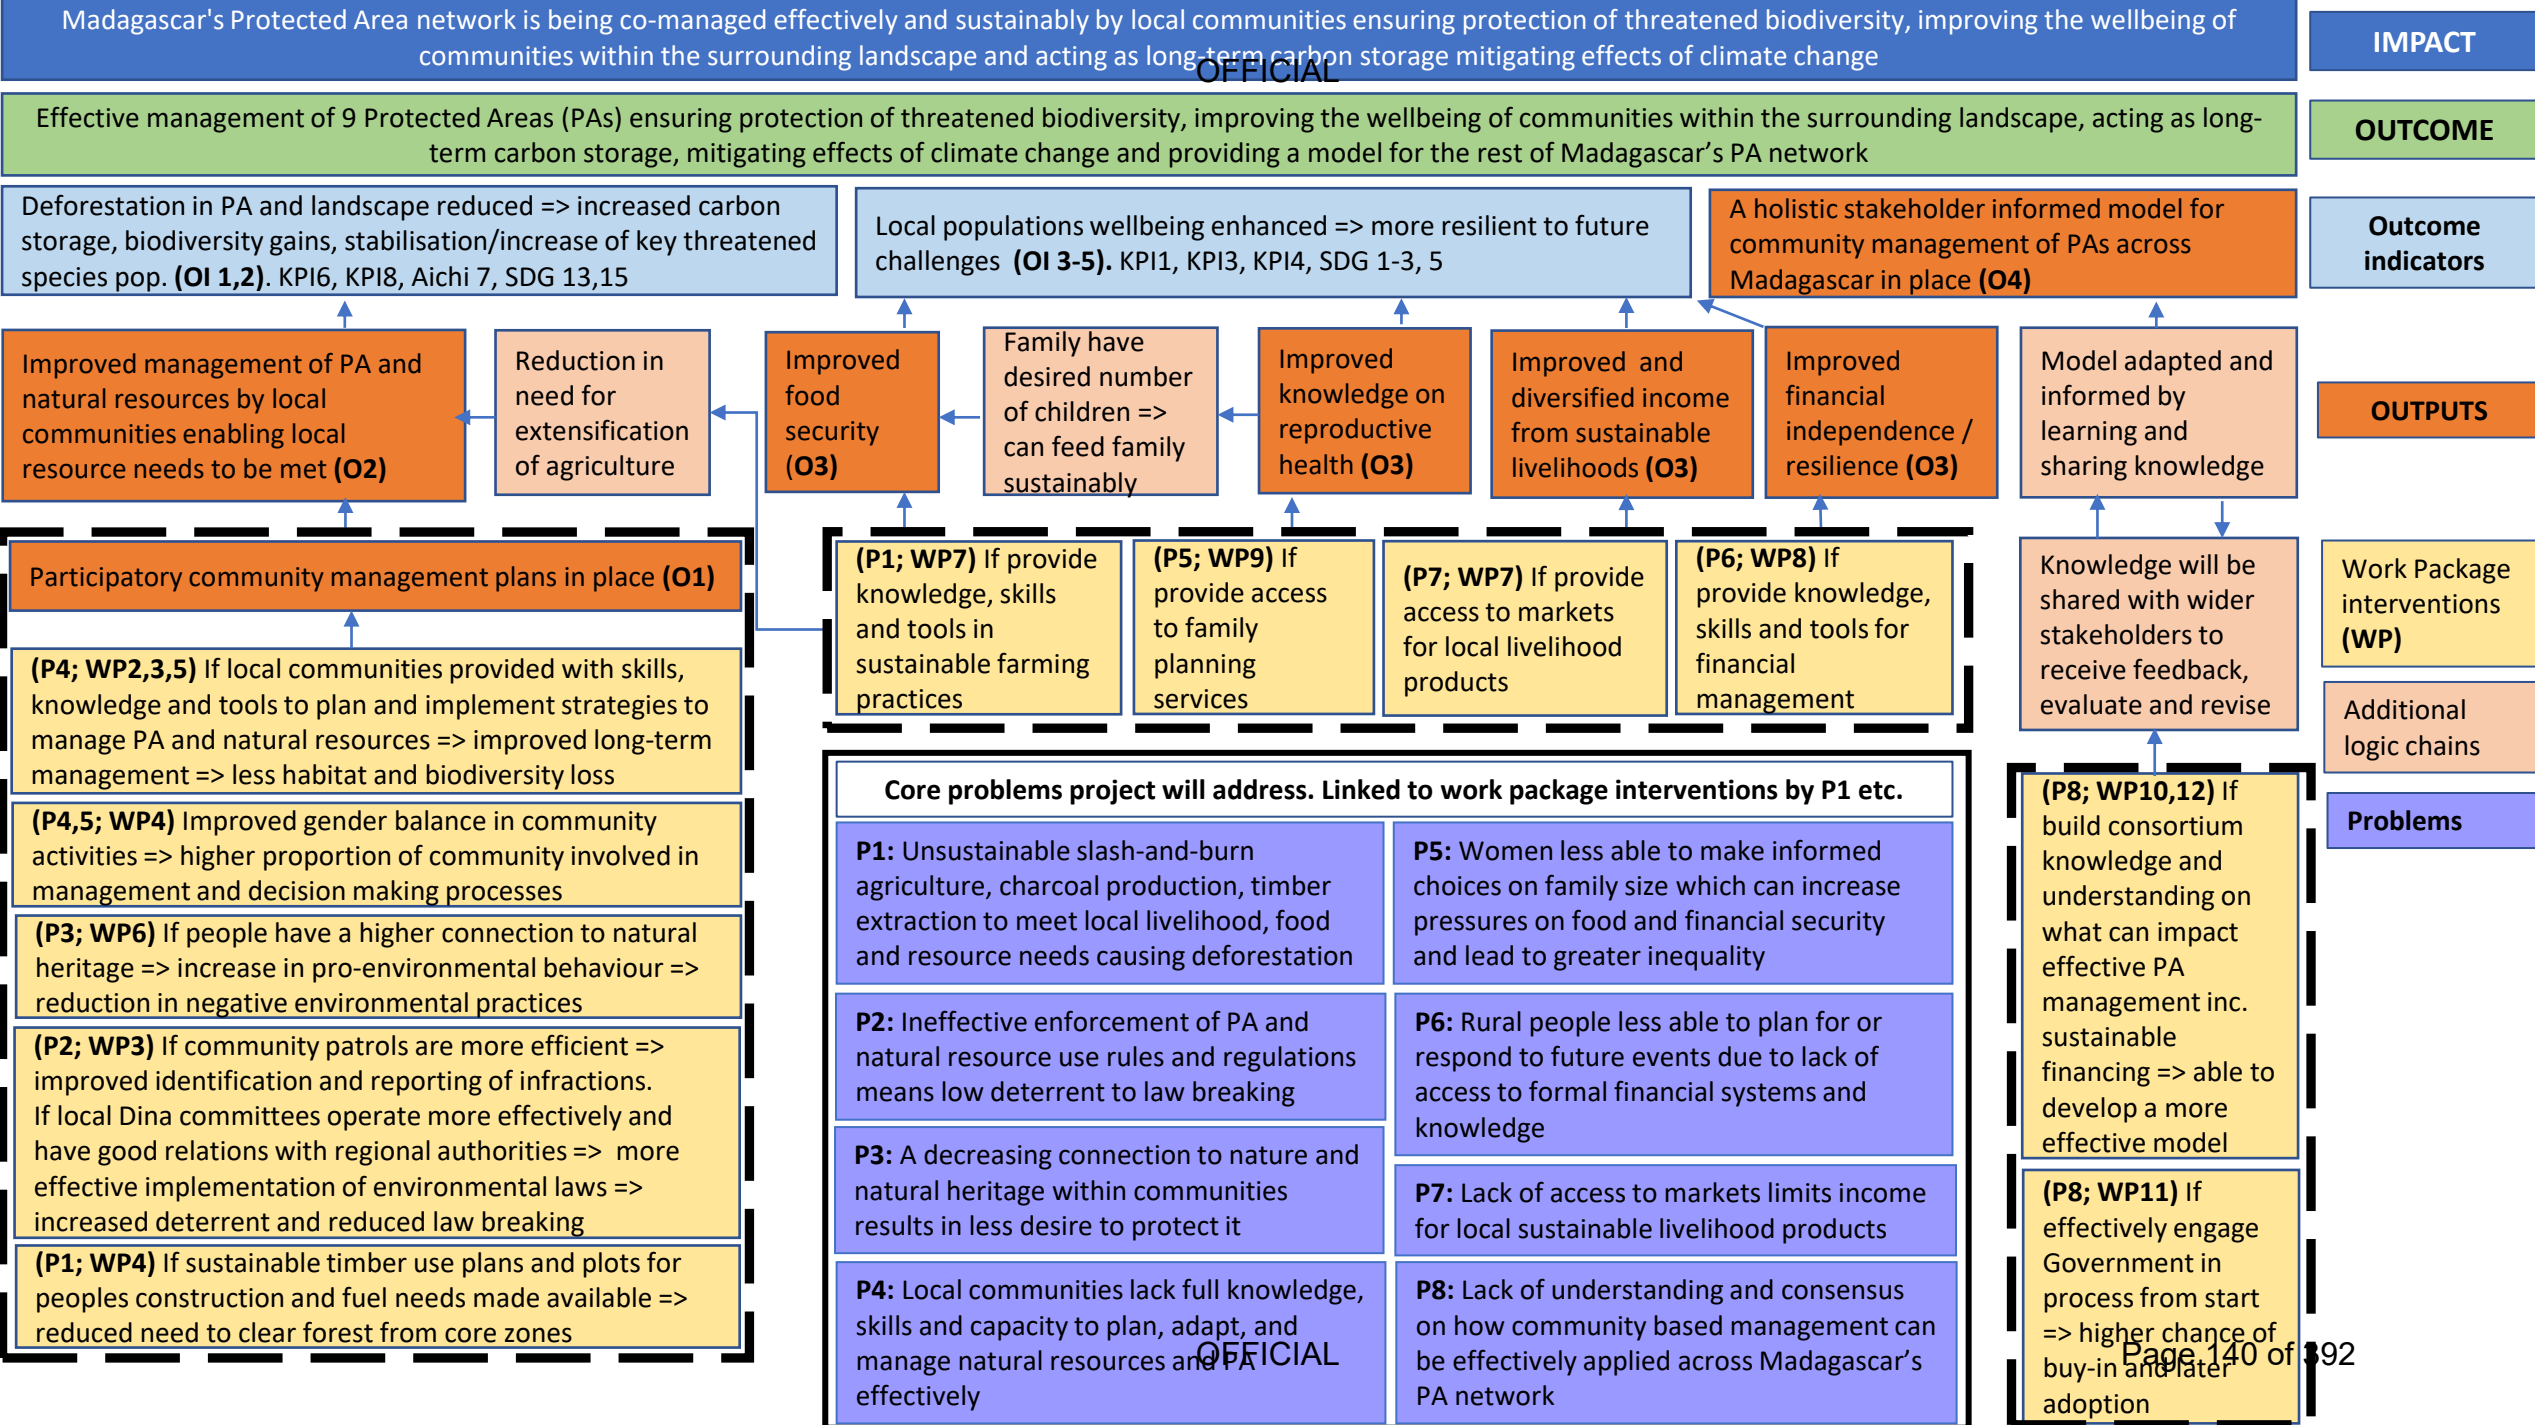 Madagascar's Protected Area network is being co-managed effectively and sustainably by local communities ensuring protection of threatened biodiversity, improving the wellbeing of
communities within the surrounding landscape and acting as long-term carbon storage mitigating effects of climate change
IMPACT
OFFICIAL
Effective management of 9 Protected Areas (PAs) ensuring protection of threatened biodiversity, improving the wellbeing of communities within the surrounding landscape, acting as long-
term carbon storage, mitigating effects of climate change and providing a model for the rest of Madagascar’s PA network
OUTCOME
Deforestation in PA and landscape reduced => increased carbon
storage, biodiversity gains, stabilisation/increase of key threatened
species pop. (OI 1,2). KPI6, KPI8, Aichi 7, SDG 13,15
Local populations wellbeing enhanced => more resilient to future
challenges (OI 3-5). KPI1, KPI3, KPI4, SDG 1-3, 5
A holistic stakeholder informed model for
community management of PAs across
Madagascar in place (O4)
Outcome
indicators
Improved management of PA and
natural resources by local
communities enabling local
resource needs to be met (O2)
Reduction in
need for
extensification
of agriculture
Improved
food
security
(O3)
Family have
desired number
of children =>
can feed family
sustainably
Improved
knowledge on
reproductive
health (O3)
Improved and
diversified income
from sustainable
livelihoods (O3)
Improved
financial
independence /
resilience (O3)
Model adapted and
informed by
learning and
sharing knowledge
OUTPUTS
Participatory community management plans in place (O1)
(P4; WP2,3,5) If local communities provided with skills,
knowledge and tools to plan and implement strategies to
manage PA and natural resources => improved long-term
management => less habitat and biodiversity loss
(P4,5; WP4) Improved gender balance in community
activities => higher proportion of community involved in
management and decision making processes
(P3; WP6) If people have a higher connection to natural
heritage => increase in pro-environmental behaviour =>
reduction in negative environmental practices
(P2; WP3) If community patrols are more efficient =>
improved identification and reporting of infractions.
If local Dina committees operate more effectively and
have good relations with regional authorities => more
effective implementation of environmental laws =>
increased deterrent and reduced law breaking
(P1; WP4) If sustainable timber use plans and plots for
peoples construction and fuel needs made available =>
reduced need to clear forest from core zones
(P1; WP7) If provide
knowledge, skills
and tools in
sustainable farming
practices
(P5; WP9) If
provide access
to family
planning
services
(P7; WP7) If provide
access to markets
for local livelihood
products
(P6; WP8) If
provide knowledge,
skills and tools for
financial
management
Knowledge will be
shared with wider
stakeholders to
receive feedback,
evaluate and revise
Work Package
interventions
(WP)
Additional
logic chains
Problems
Core problems project will address. Linked to work package interventions by P1 etc.
P1: Unsustainable slash-and-burn
agriculture, charcoal production, timber
extraction to meet local livelihood, food
and resource needs causing deforestation
P2: Ineffective enforcement of PA and
natural resource use rules and regulations
means low deterrent to law breaking
P3: A decreasing connection to nature and
natural heritage within communities
results in less desire to protect it
P4: Local communities lack full knowledge,
skills and capacity to plan, adapt, and
manage natural resources and PA
effectively
P5: Women less able to make informed
choices on family size which can increase
pressures on food and financial security
and lead to greater inequality
P6: Rural people less able to plan for or
respond to future events due to lack of
access to formal financial systems and
knowledge
P7: Lack of access to markets limits income
for local sustainable livelihood products
P8: Lack of understanding and consensus
on how community based management can
be effectively applied across Madagascar’s
PA network
(P8; WP10,12) If
build consortium
knowledge and
understanding on
what can impact
effective PA
management inc.
sustainable
financing => able to
develop a more
effective model
(P8; WP11) If
effectively engage
Government in
process from start
=> higher chance of
buy-in and later
adoption
OFFICIAL
Page 140 of 392